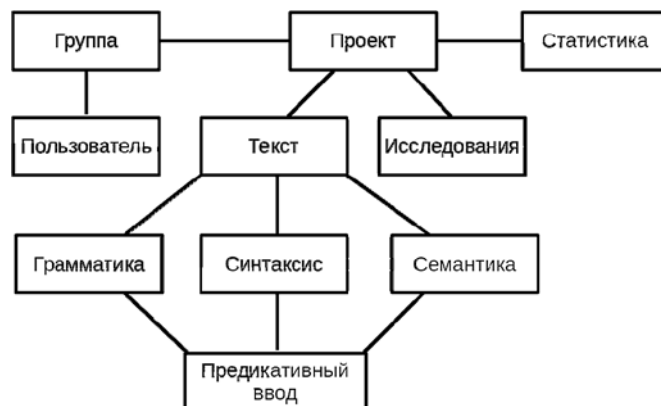 Группа
Проект
Статистика
Пользователь
Текст
Исследования
Грамматика
Синтаксис
Семантика
Предикативный
ввод